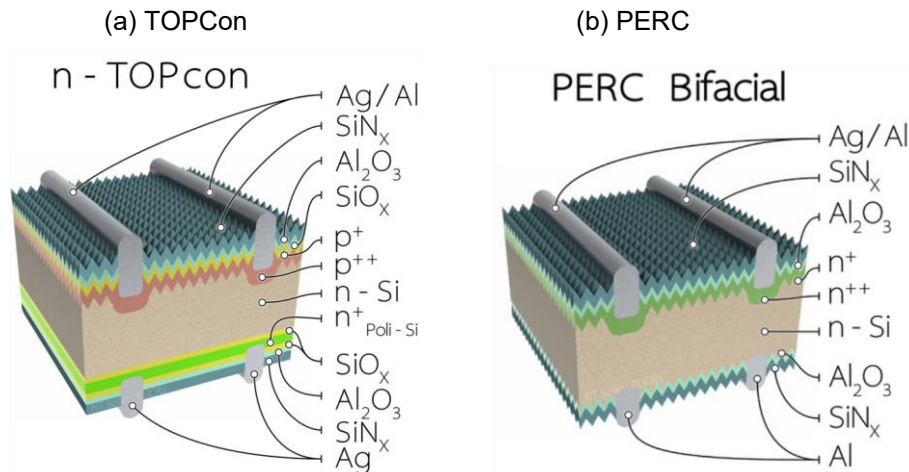 (a) TOPCon
n - TOPcon
Ag/Al
SiNₓ
Al₂O₃
SiOₓ
p⁺
p⁺⁺
n - Si
n⁺
Poli - Si
SiOₓ
Al₂O₃
SiNₓ
Ag
(b) PERC
PERC Bifacial
Ag/Al
SiNₓ
Al₂O₃
n⁺
n⁺⁺
n - Si
Al₂O₃
SiNₓ
Al